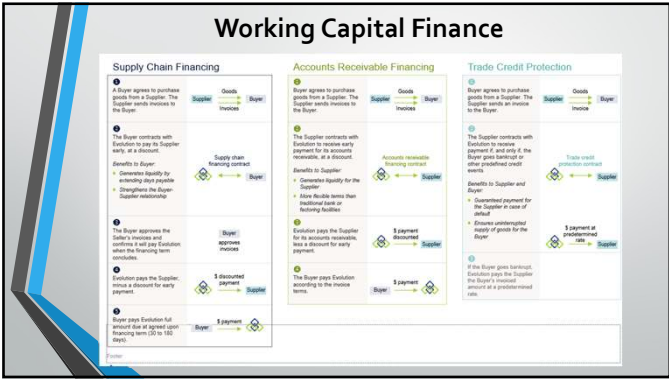 Working Capital Finance
Supply Chain Financing
1
A Buyer agrees to purchase
goods from a Supplier. The
Supplier sends invoices to
the Buyer.
Supplier
Goods
Invoices
Buyer
2
The Buyer contracts with
Evolution to pay its Supplier
early, at a discount.
Benefits to Buyer:
Generates liquidity by
extending days payable
Strengthens the Buyer-
Supplier relationship
Supply chain
financing contract
Buyer
3
The Buyer approves the
Seller's invoices and
confirms it will pay Evolution
when the financing term
concludes.
Buyer
approves
invoices
4
Evolution pays the Supplier,
minus a discount for early
payment.
$ discounted
payment
Supplier
5
Buyer pays Evolution full
amount due at agreed upon
financing term (30 to 180
days).
Buyer
$ payment
Footer
Accounts Receivable Financing
1
Buyer agrees to purchase
goods from a Supplier. The
Supplier sends invoices to
the Buyer.
Supplier
Goods
Invoices
Buyer
2
The Supplier contracts with
Evolution to receive early
payment for its accounts
receivable, at a discount.
Benefits to Supplier:
Generates liquidity for the
Supplier
More flexible terms than
traditional bank or
factoring facilities
Accounts receivable
financing contract
Supplier
3
Evolution pays the Supplier
for its accounts receivable,
less a discount for early
payment.
$ payment
discounted
Supplier
4
The Buyer pays Evolution
according to the invoice
terms.
Buyer
$ payment
Trade Credit Protection
1
Buyer agrees to purchase
goods from a Supplier. The
Supplier sends an invoice
to the Buyer.
Supplier
Goods
Invoices
Buyer
2
The Supplier contracts with
Evolution to receive
payment if, and only if, the
Buyer goes bankrupt or
other predefined credit
events.
Benefits to Supplier and
Buyer:
Guaranteed payment for
the Supplier in case of
default
Ensures uninterrupted
supply of goods for the
Buyer
Trade credit
protection contract
Supplier
$ payment at
predetermined
rate
Supplier
3
If the Buyer goes bankrupt,
Evolution pays the Supplier
the Buyer's invoiced
amount at a predetermined
rate.